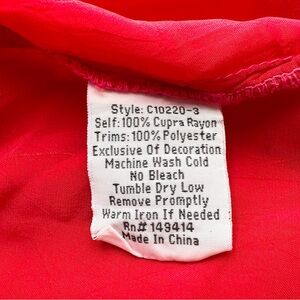 Style: C10220-3
Self:100% Cupra Rayon
Trims:100% Polyester
Exclusive Of Decoration
Machine Wash Cold
No Bleach
Tumble Dry Low
Remove Promptly
Warm Iron If Needed
Rn# 149414
Made In China